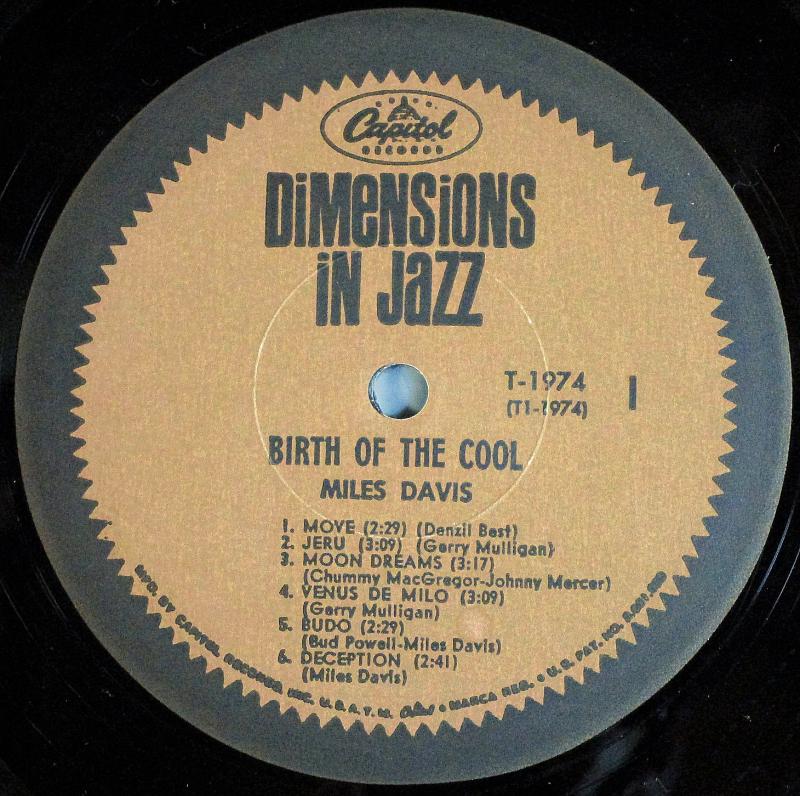 Capitol
RECORDS
DiMENSiONS
iN JaZZ
T-1974
(T1-1974)
1
BIRTH OF THE COOL
MILES DAVIS
1. MOVE (2:29) (Denzil Best)
2. JERU (3:09) (Gerry Mulligan)
3. MOON DREAMS (3:17)
(Chummy MacGregor-Johnny Mercer)
4. VENUS DE MILO (3:09)
(Gerry Mulligan)
5. BUDO (2:29)
(Bud Powell-Miles Davis)
6. DECEPTION (2:41)
(Miles Davis)
MFG. BY CAPITOL RECORDS, INC. U.S.A. T.M. • MARCA REG. • U.S. PAT. NO.